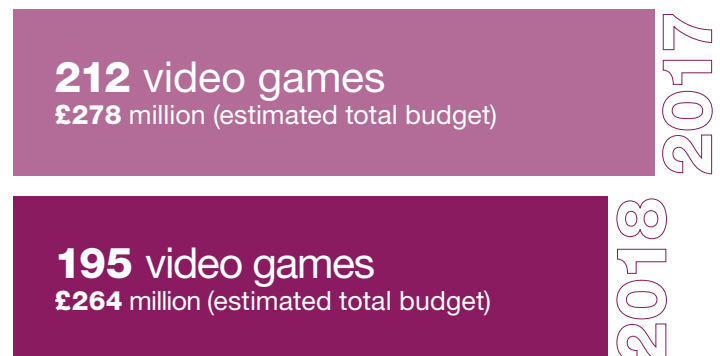 212 video games
£278 million (estimated total budget)
2017
195 video games
£264 million (estimated total budget)
2018